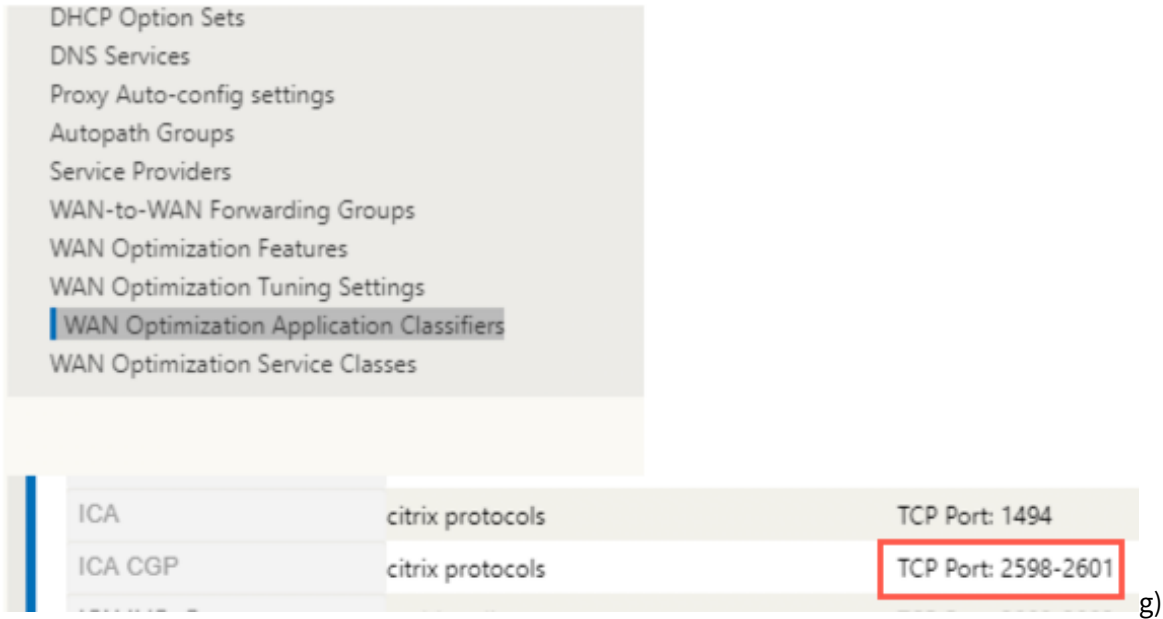 DHCP Option Sets
DNS Services
Proxy Auto-config settings
Autopath Groups
Service Providers
WAN-to-WAN Forwarding Groups
WAN Optimization Features
WAN Optimization Tuning Settings
WAN Optimization Application Classifiers
WAN Optimization Service Classes
ICA citrix protocols TCP Port: 1494
ICA CGP citrix protocols TCP Port: 2598-2601
g)